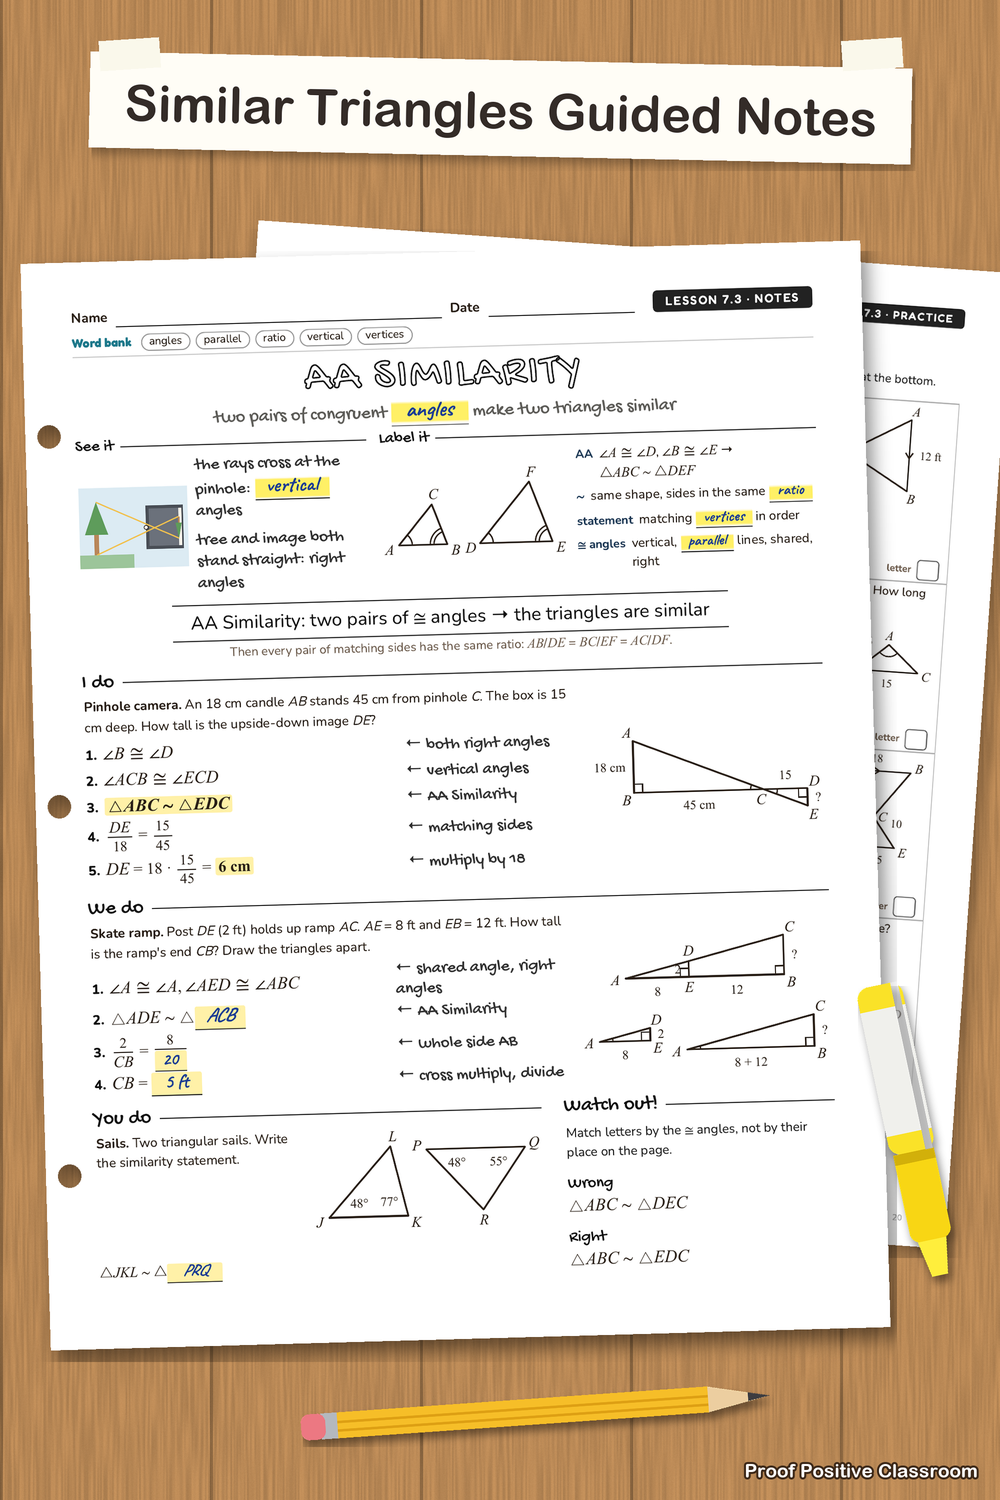 Similar Triangles Guided Notes
Name
Date
LESSON 7.3 · NOTES
Word bank angles parallel ratio vertical vertices
AA SIMILARITY
two pairs of congruent angles make two triangles similar
See it
the rays cross at the
pinhole: vertical
angles
tree and image both
stand straight: right
angles
Label it
A
B
C
D
E
F
AA ∠A ≅ ∠D, ∠B ≅ ∠E →
△ABC ~ △DEF
~ same shape, sides in the same ratio
statement matching vertices in order
≅ angles vertical, parallel lines, shared,
right
AA Similarity: two pairs of ≅ angles → the triangles are similar
Then every pair of matching sides has the same ratio: AB/DE = BC/EF = AC/DF.
I do
Pinhole camera. An 18 cm candle AB stands 45 cm from pinhole C. The box is 15
cm deep. How tall is the upside-down image DE?
1. ∠B ≅ ∠D ← both right angles
2. ∠ACB ≅ ∠ECD ← vertical angles
3. △ABC ~ △EDC ← AA Similarity
4. DE/18 = 15/45 ← matching sides
5. DE = 18 · 15/45 = 6 cm ← multiply by 18
A
18 cm
B
45 cm
C
15
D
?
E
We do
Skate ramp. Post DE (2 ft) holds up ramp AC. AE = 8 ft and EB = 12 ft. How tall
is the ramp's end CB? Draw the triangles apart.
1. ∠A ≅ ∠A, ∠AED ≅ ∠ABC ← shared angle, right
angles
2. △ADE ~ △ ACB ← AA Similarity
3. 2/CB = 8/20 ← whole side AB
4. CB = 5 ft ← cross multiply, divide
A
D
2
C
?
8
E
12
B
A
D
2
8
E
A
C
?
8 + 12
B
You do
Sails. Two triangular sails. Write
the similarity statement.
L
48°
77°
J
K
P
Q
48°
55°
R
△JKL ~ △ PRQ
Watch out!
Match letters by the ≅ angles, not by their
place on the page.
Wrong
△ABC ~ △DEC
Right
△ABC ~ △EDC
7.3 · PRACTICE
at the bottom.
A
12 ft
B
letter
How long
A
15
C
letter
18
B
C
10
5
E
er
e?
20
Proof Positive Classroom